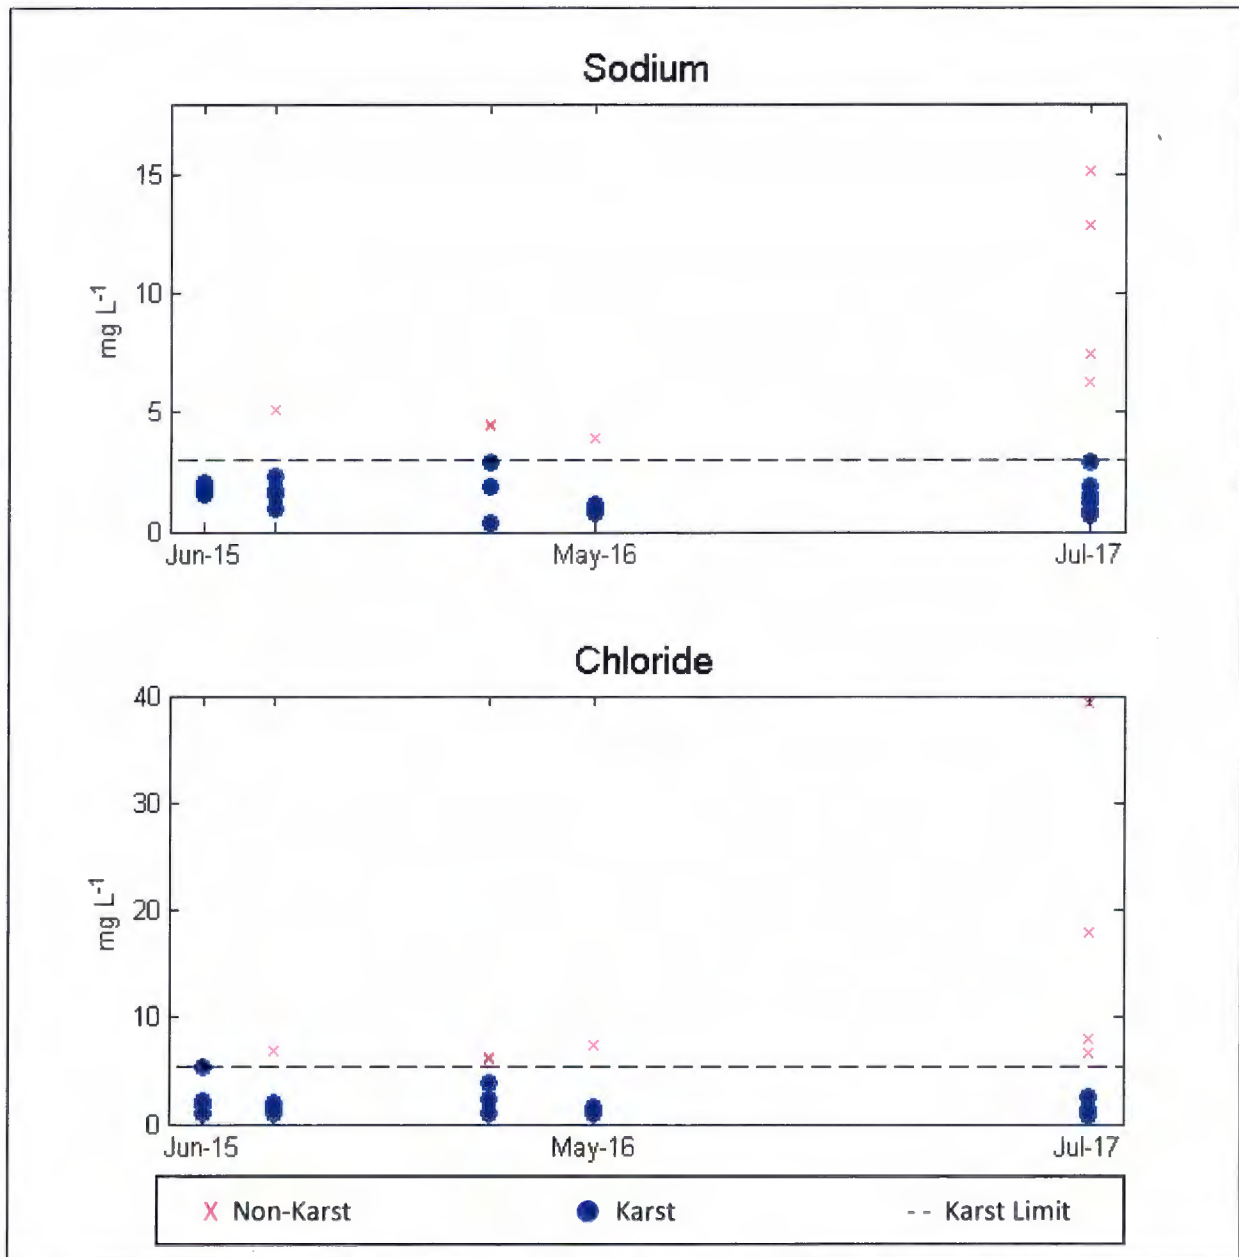 Sodium
15
10
5
0
mg L-1
Jun-15 May-16 Jul-17
Chloride
40
30
20
10
0
mg L-1
Jun-15 May-16 Jul-17
X Non-Karst Karst -- Karst Limit